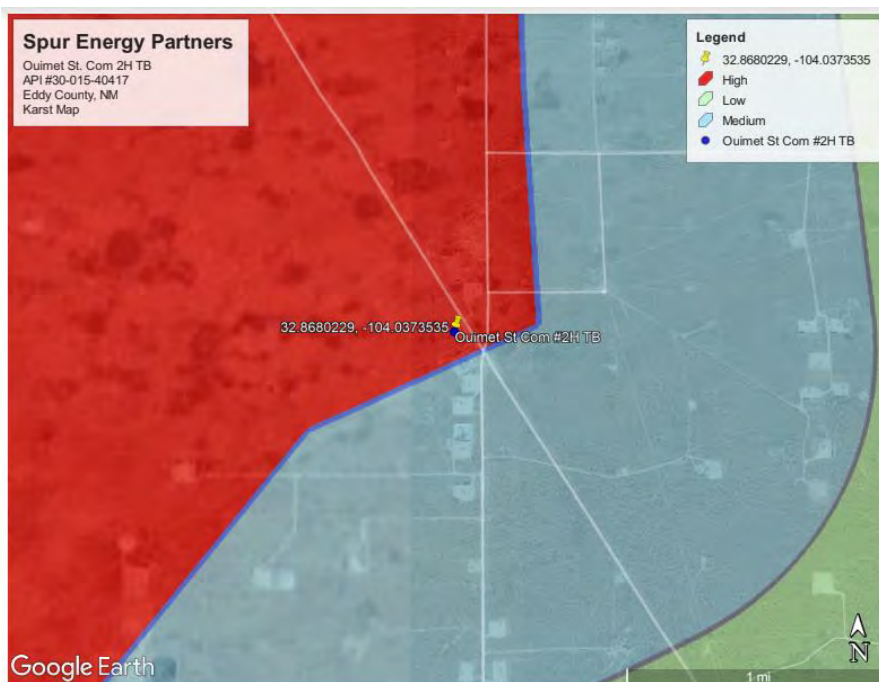 Spur Energy Partners
Ouimet St. Com 2H TB
API #30-015-40417
Eddy County, NM
Karst Map
Legend
32.8680229, -104.0373535
High
Low
Medium
Ouimet St Com #2H TB
32.8680229, -104.0373535
Ouimet St Com #2H TB
Google Earth
N
1 mi